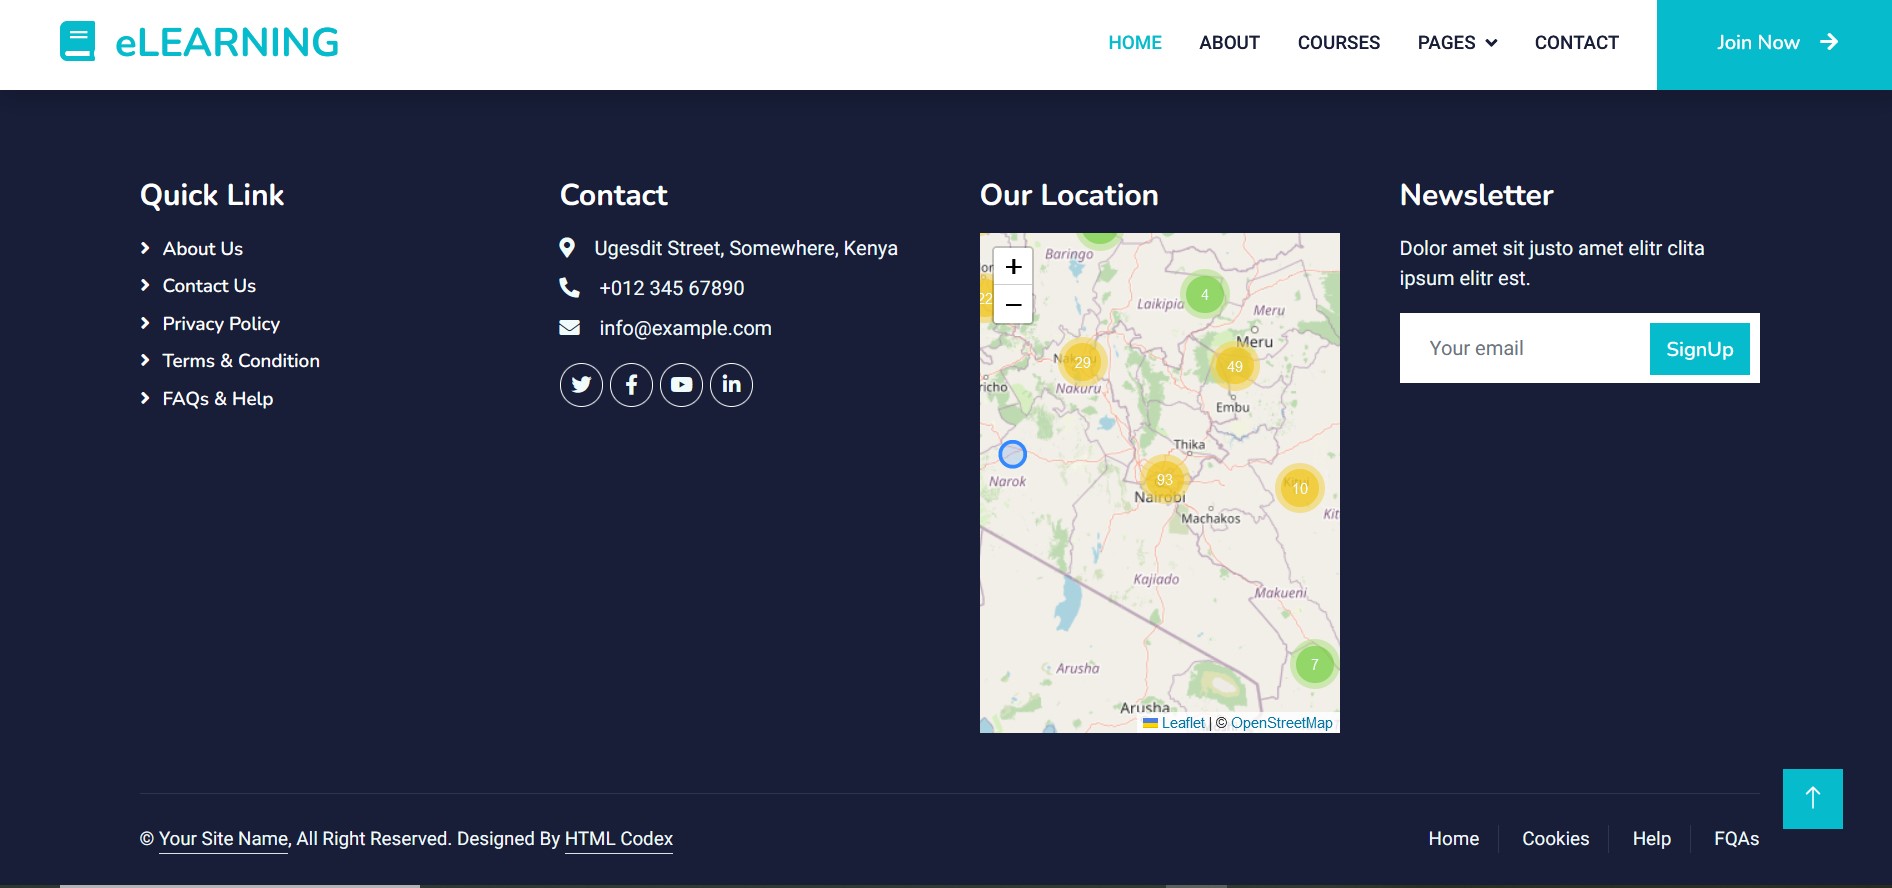 eLEARNING
HOME
ABOUT
COURSES
PAGES
CONTACT
Join Now
Quick Link
About Us
Contact Us
Privacy Policy
Terms & Condition
FAQs & Help
Contact
Ugesdit Street, Somewhere, Kenya
+012 345 67890
info@example.com
Our Location
+
−
Baringo
22
4
Laikipia
Meru
Meru
29
Nakuru
49
richo
Embu
Thika
93
Nairobi
10
Narok
Machakos
Kit
Kajiado
Makueni
7
Arusha
Arusha
Leaflet | © OpenStreetMap
Newsletter
Dolor amet sit justo amet elitr clita
ipsum elitr est.
Your email
SignUp
© Your Site Name, All Right Reserved. Designed By HTML Codex
Home
Cookies
Help
FQAs